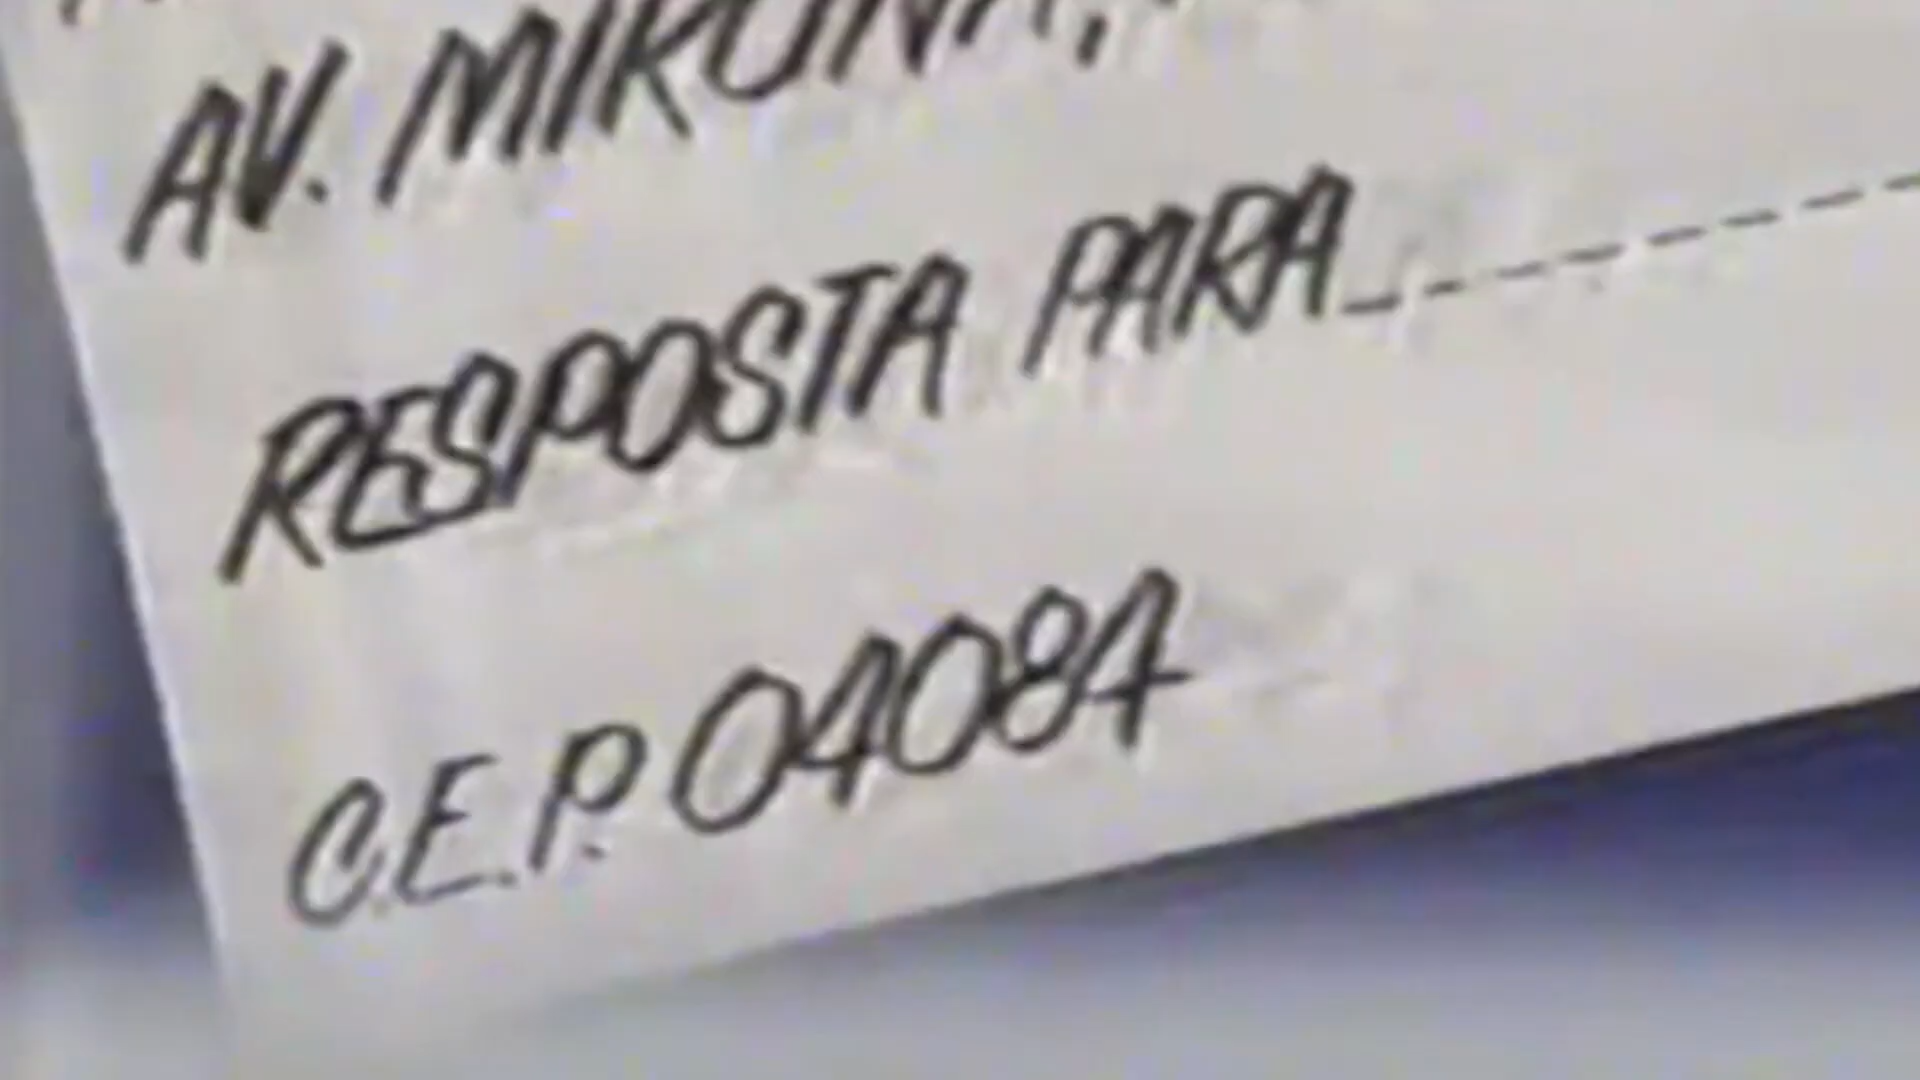 AV. MIRUNA,
RESPOSTA PARA
C.E.P. 04084